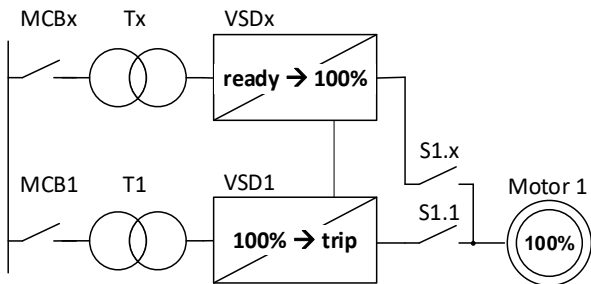 MCBx Tx VSDx
ready → 100%
S1.x
MCB1 T1 VSD1 Motor 1
S1.1
100% → trip 100%